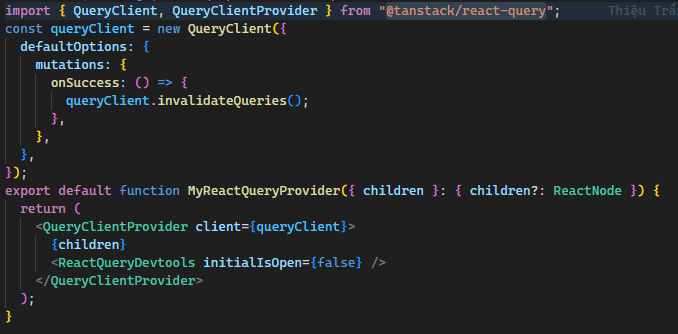 import { QueryClient, QueryClientProvider } from "@tanstack/react-query"; Thiệu Trầ
const queryClient = new QueryClient({
  defaultOptions: {
    mutations: {
      onSuccess: () => {
        queryClient.invalidateQueries();
      },
    },
  },
});
export default function MyReactQueryProvider({ children }: { children?: ReactNode }) {
  return (
    <QueryClientProvider client={queryClient}>
      {children}
      <ReactQueryDevtools initialIsOpen={false} />
    </QueryClientProvider>
  );
}